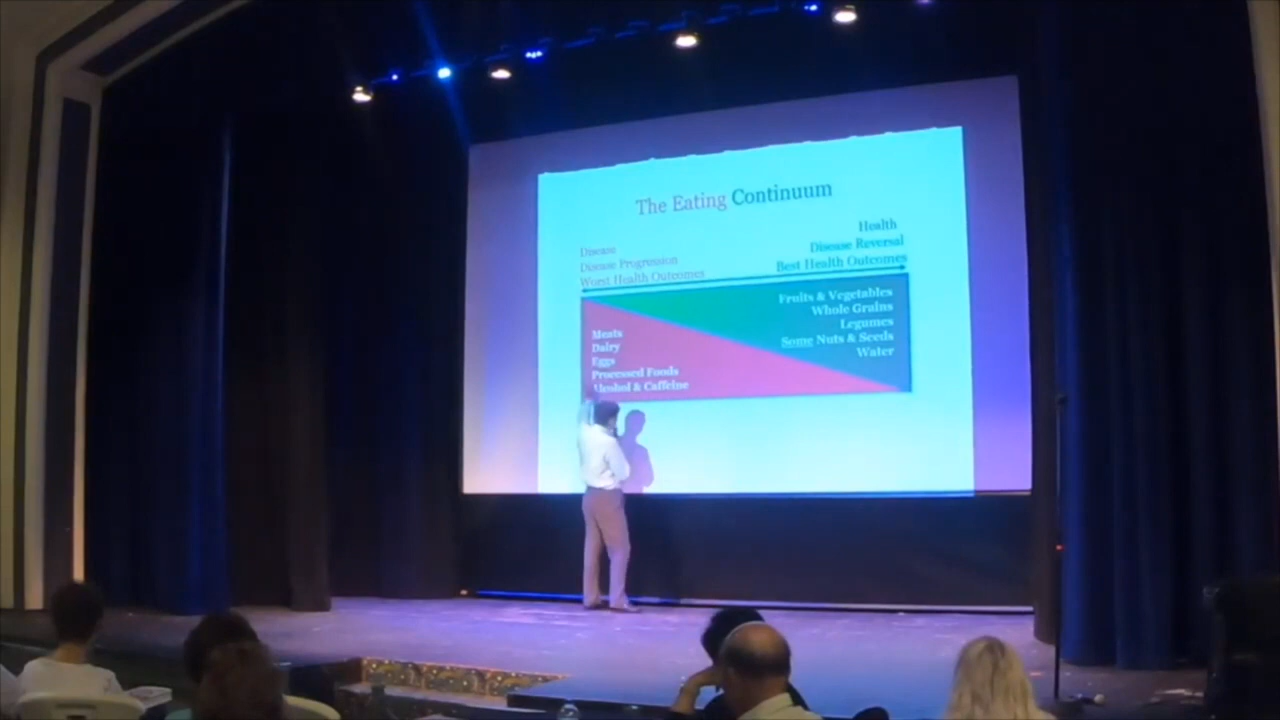 The Eating Continuum
Disease
Disease Progression
Worst Health Outcomes
Health
Disease Reversal
Best Health Outcomes
Meats
Dairy
Eggs
Processed Foods
Alcohol & Caffeine
Fruits & Vegetables
Whole Grains
Legumes
Some Nuts & Seeds
Water